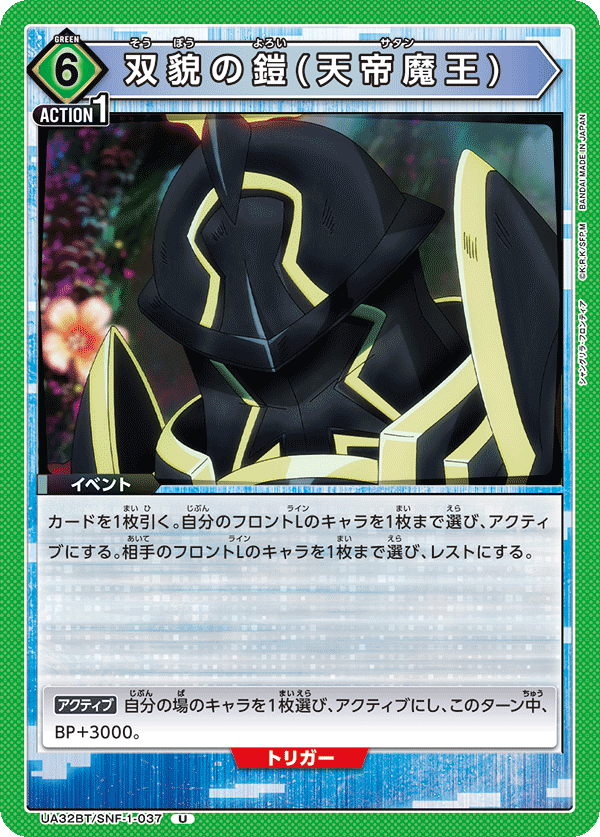 GREEN
6
ACTION 1
双貌の鎧(天帝魔王)
そうぼう よろい サタン
イベント
カードを1枚引く。自分のフロントLのキャラを1枚まで選び、アクティ
ブにする。相手のフロントLのキャラを1枚まで選び、レストにする。
アクティブ 自分の場のキャラを1枚選び、アクティブにし、このターン中、
BP+3000。
トリガー
UA32BT/SNF-1-037 U
シャングリラ・フロンティア ©K,R,K/SFP,M BANDAI MADE IN JAPAN